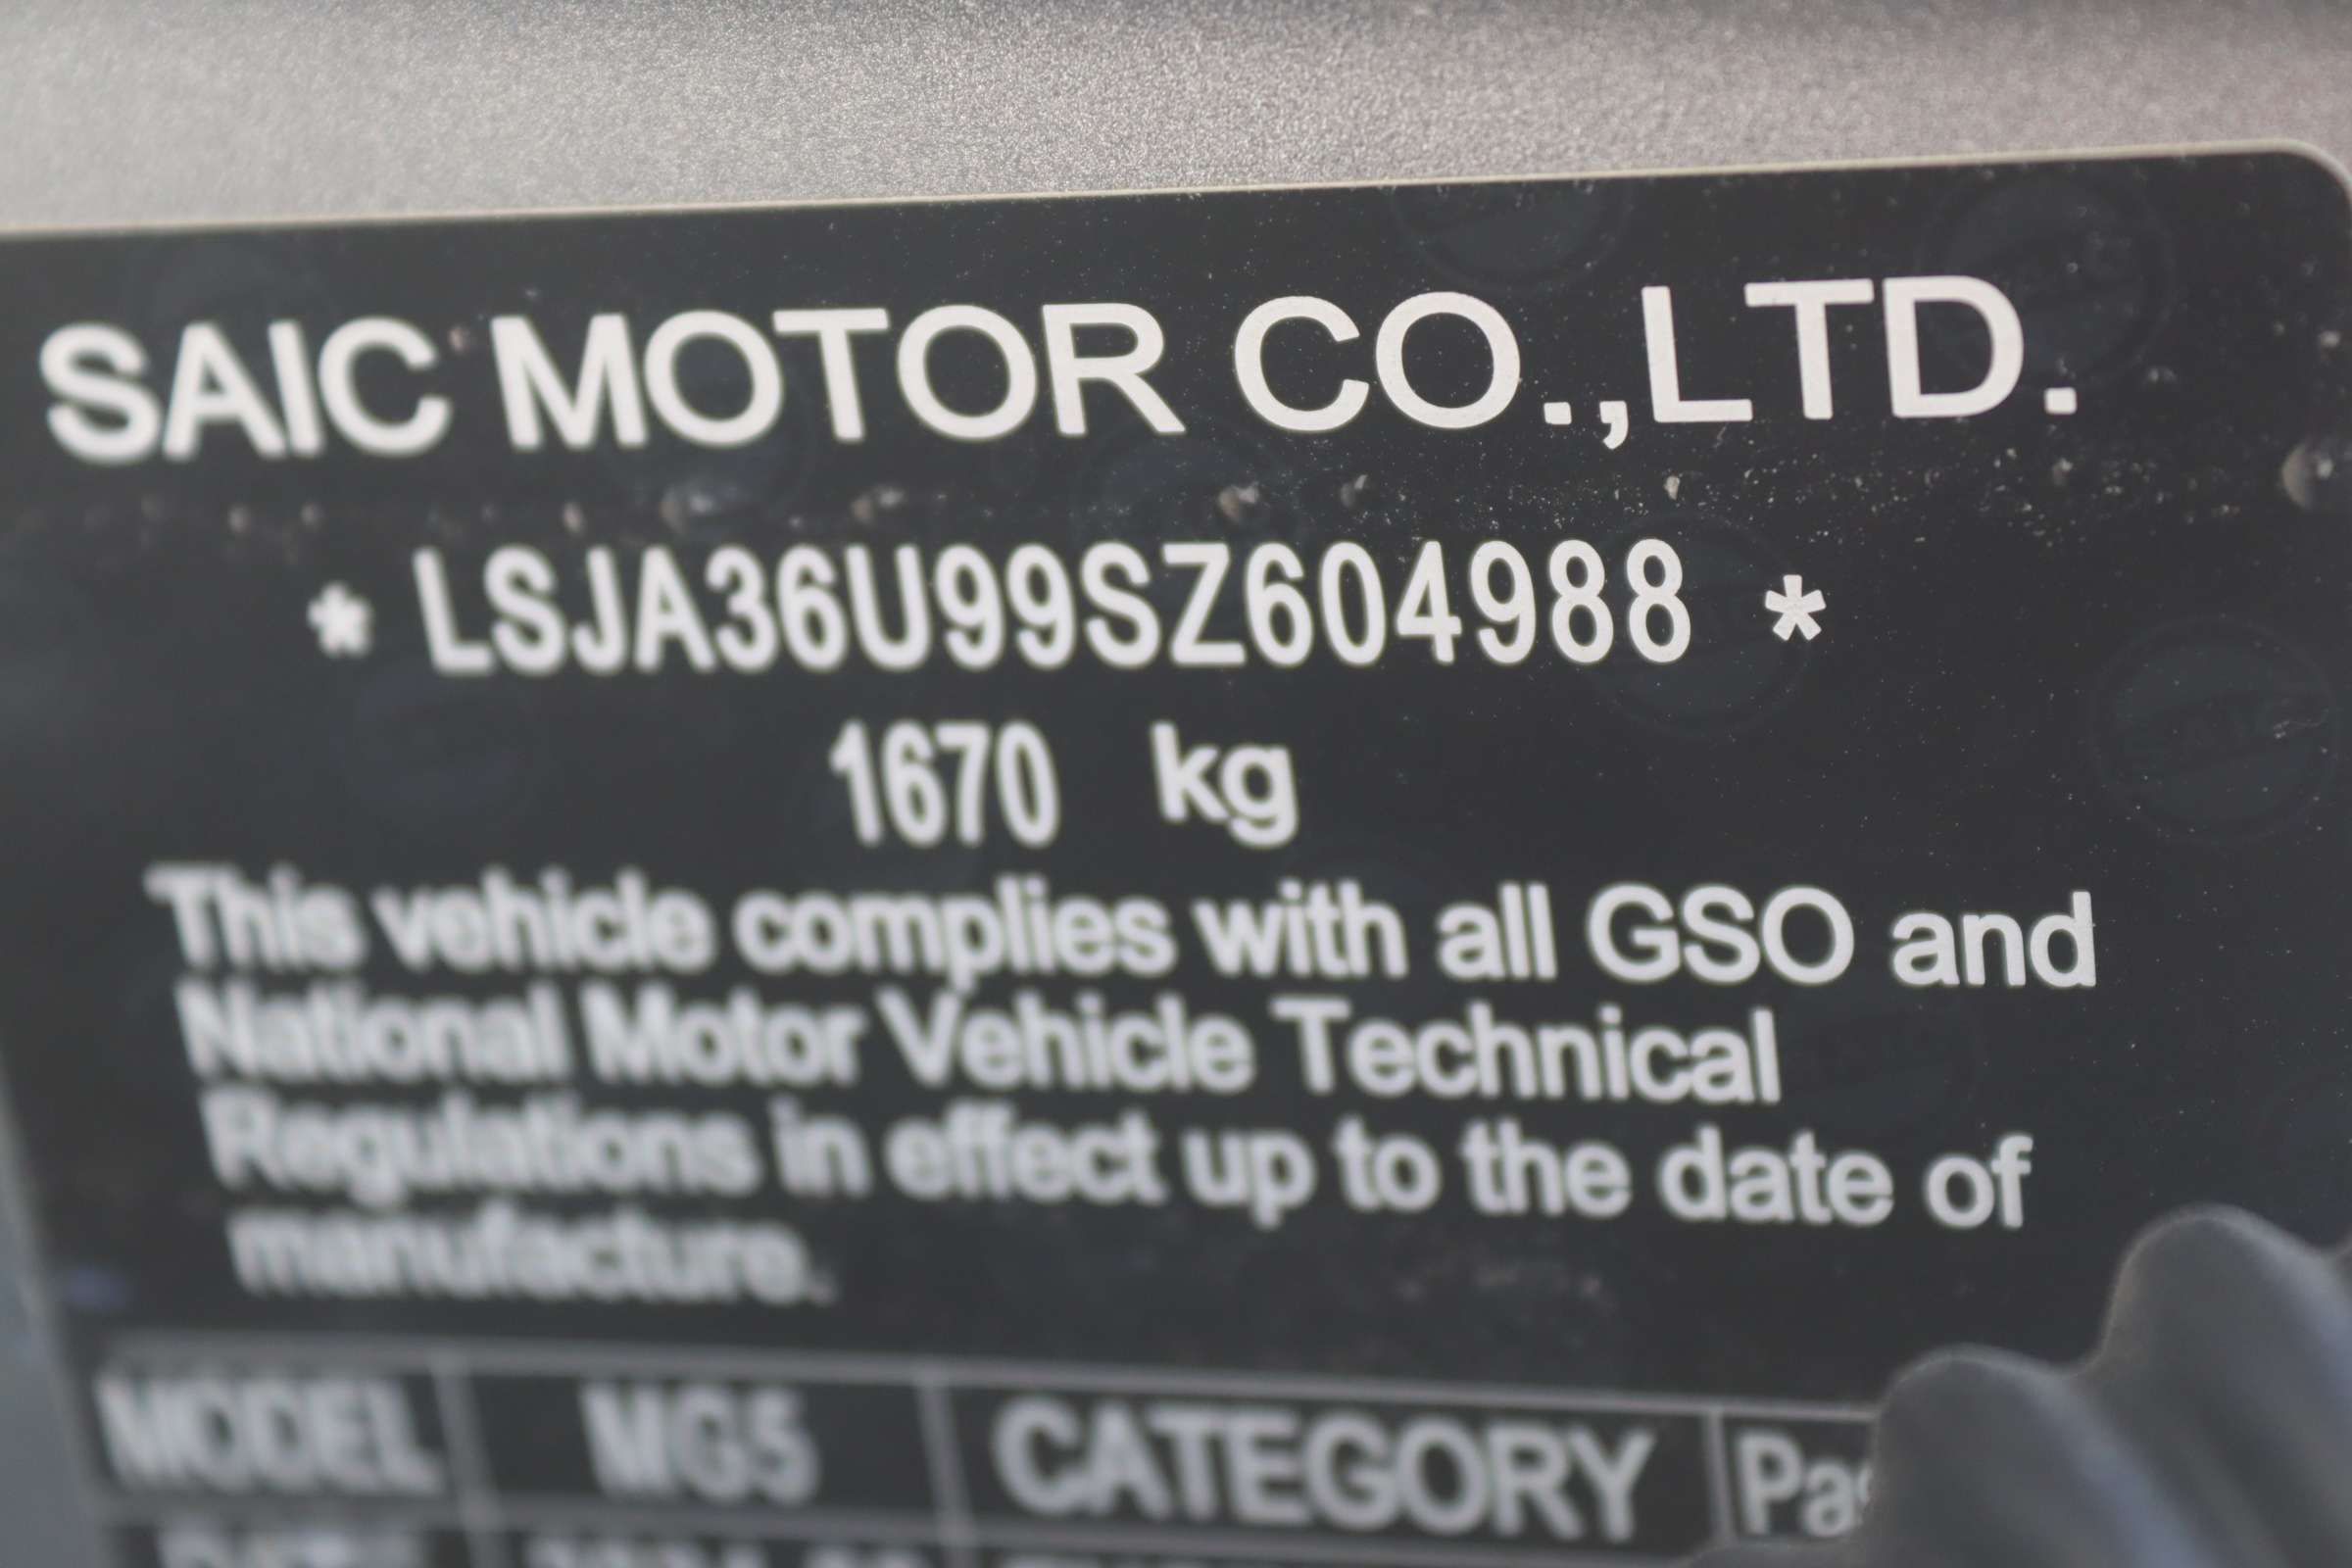 SAIC MOTOR CO.,LTD.
* LSJA36U99SZ604988 *
1670 kg
This vehicle complies with all GSO and
National Motor Vehicle Technical
Regulations in effect up to the date of
manufacture.
MODEL MG5 CATEGORY